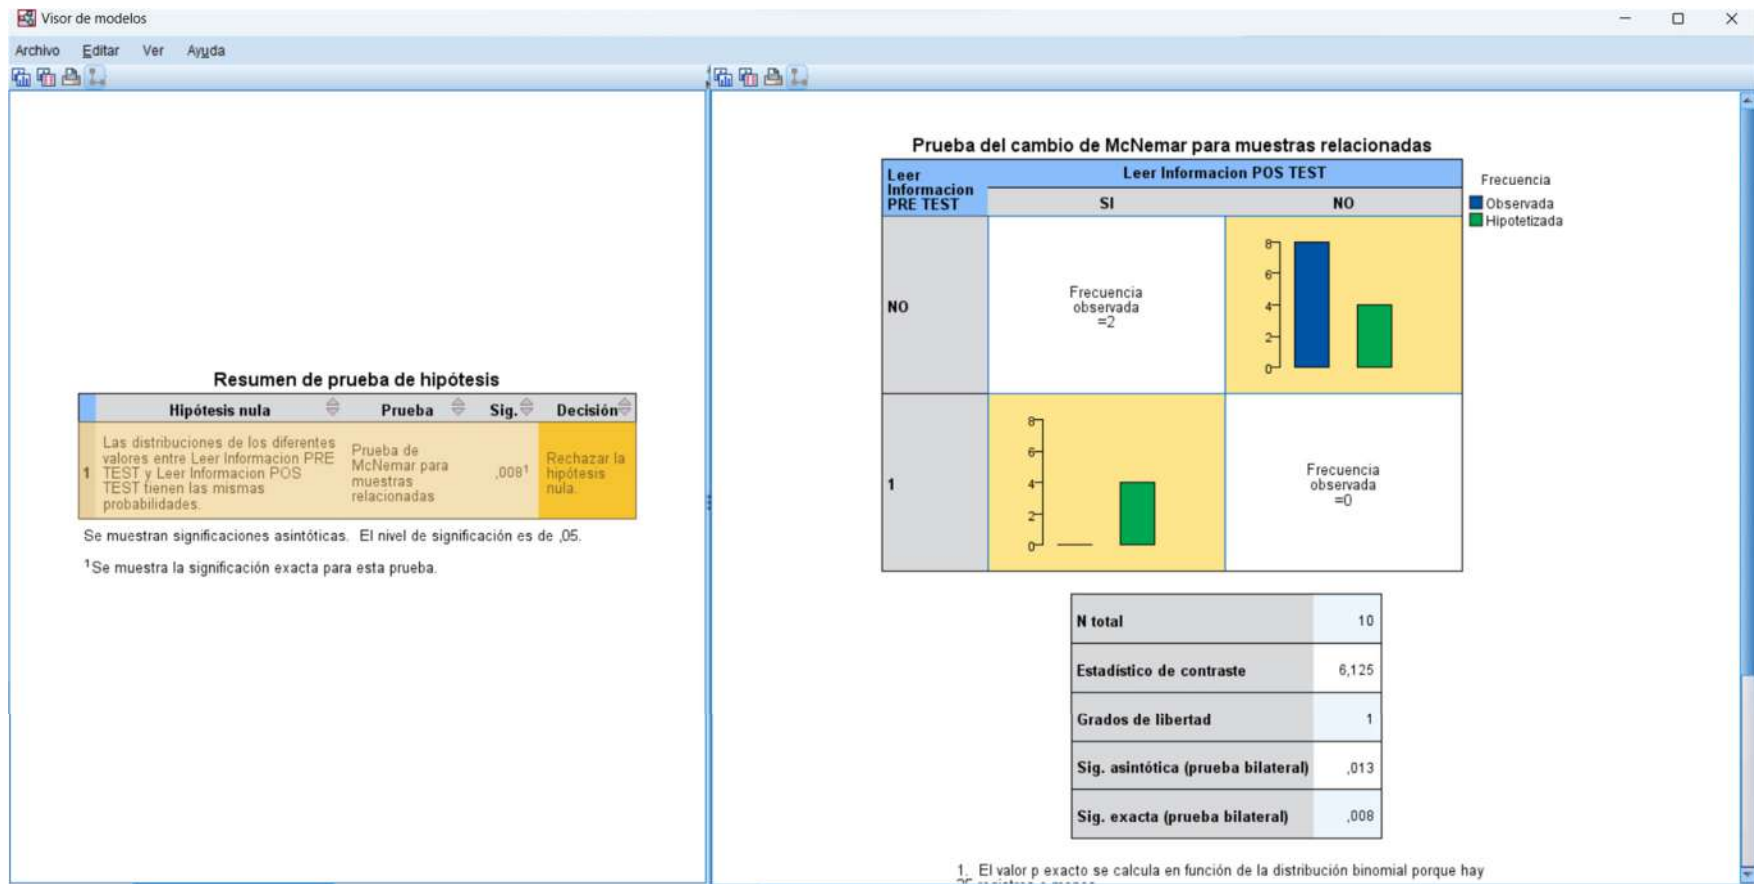 Visor de modelos
Archivo Editar Ver Ayuda
Resumen de prueba de hipótesis
Hipótesis nula Prueba Sig. Decisión
1 Las distribuciones de los diferentes valores entre Leer Informacion PRE TEST y Leer Informacion POS TEST tienen las mismas probabilidades. Prueba de McNemar para muestras relacionadas ,008¹ Rechazar la hipótesis nula.
Se muestran significaciones asintóticas. El nivel de significación es de ,05.
¹Se muestra la significación exacta para esta prueba.
Prueba del cambio de McNemar para muestras relacionadas
Leer
Informacion
PRE TEST
Leer Informacion POS TEST
SI NO
Frecuencia
Observada
Hipotetizada
NO
Frecuencia
observada
=2
8
6
4
2
0
1
8
6
4
2
0
Frecuencia
observada
=0
N total 10
Estadístico de contraste 6,125
Grados de libertad 1
Sig. asintótica (prueba bilateral) ,013
Sig. exacta (prueba bilateral) ,008
1. El valor p exacto se calcula en función de la distribución binomial porque hay